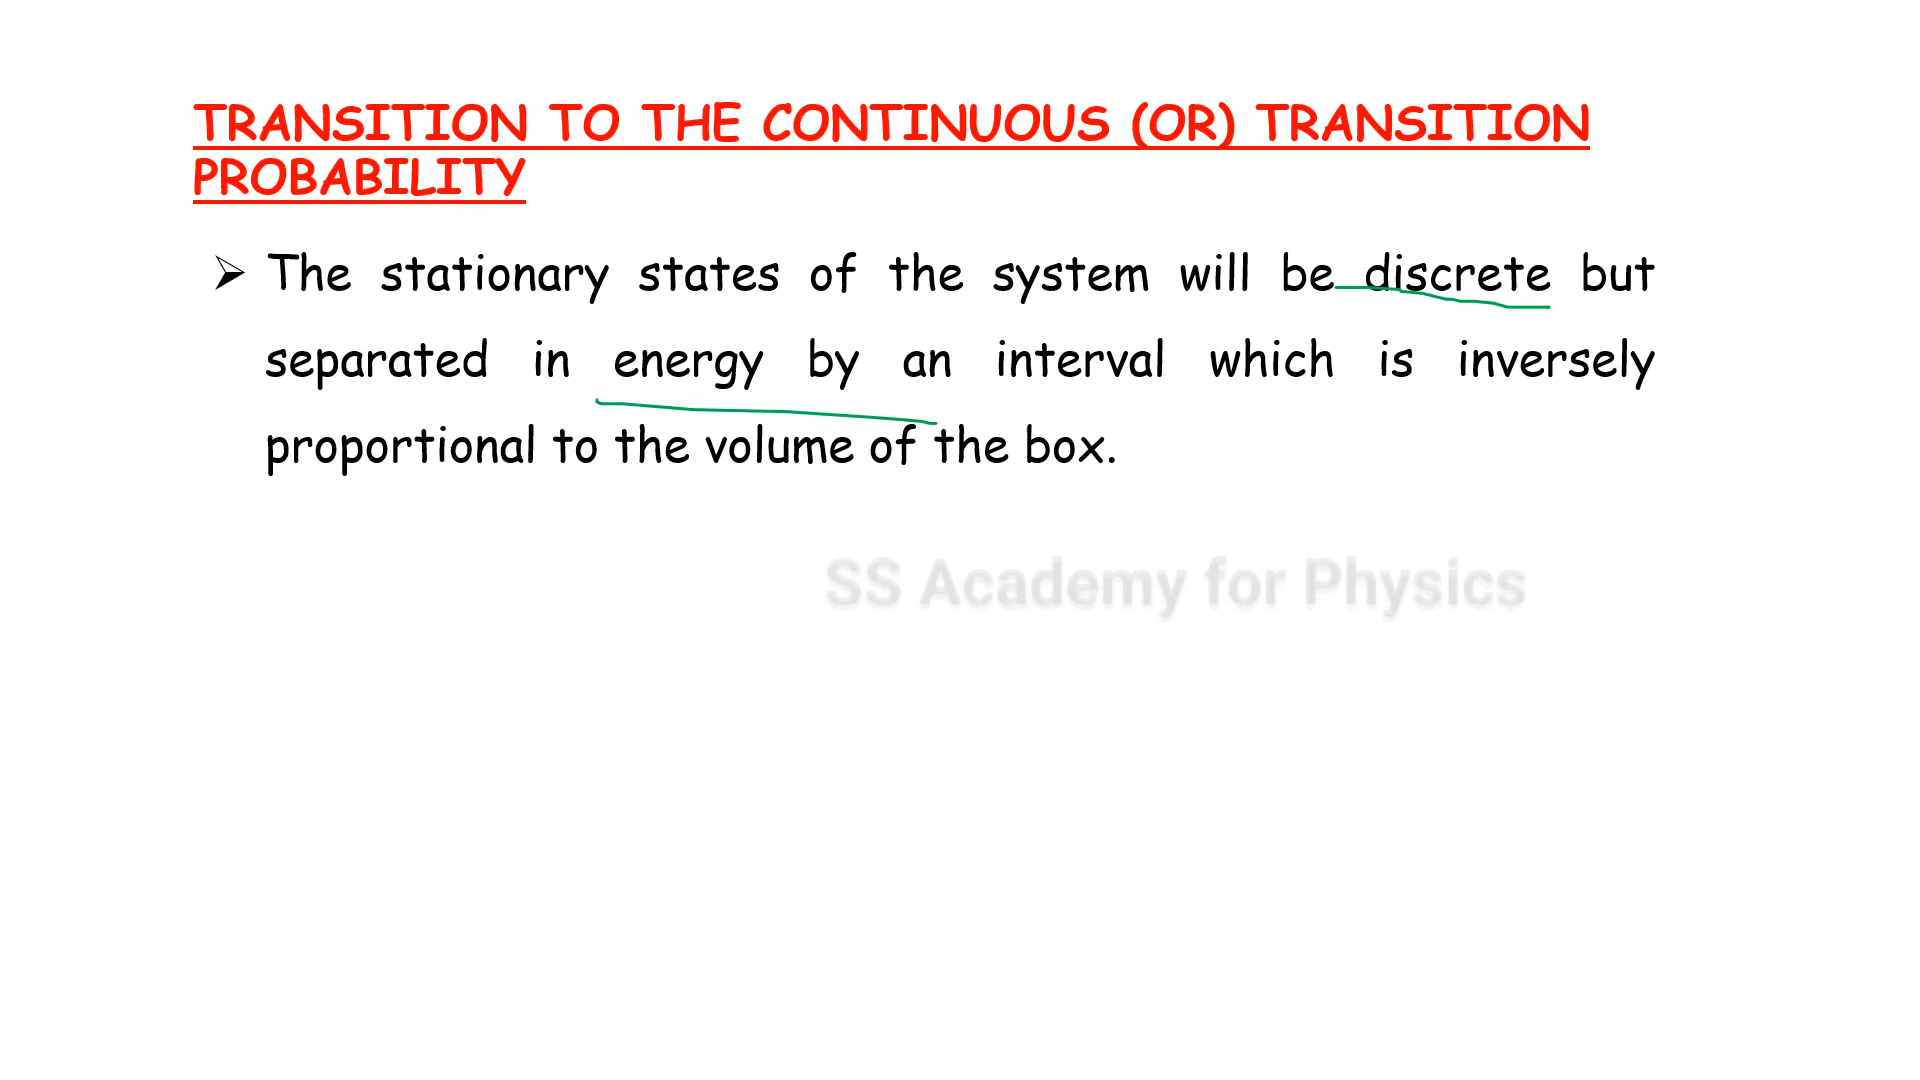 TRANSITION TO THE CONTINUOUS (OR) TRANSITION
PROBABILITY
➢ The stationary states of the system will be discrete but
separated in energy by an interval which is inversely
proportional to the volume of the box.
SS Academy for Physics